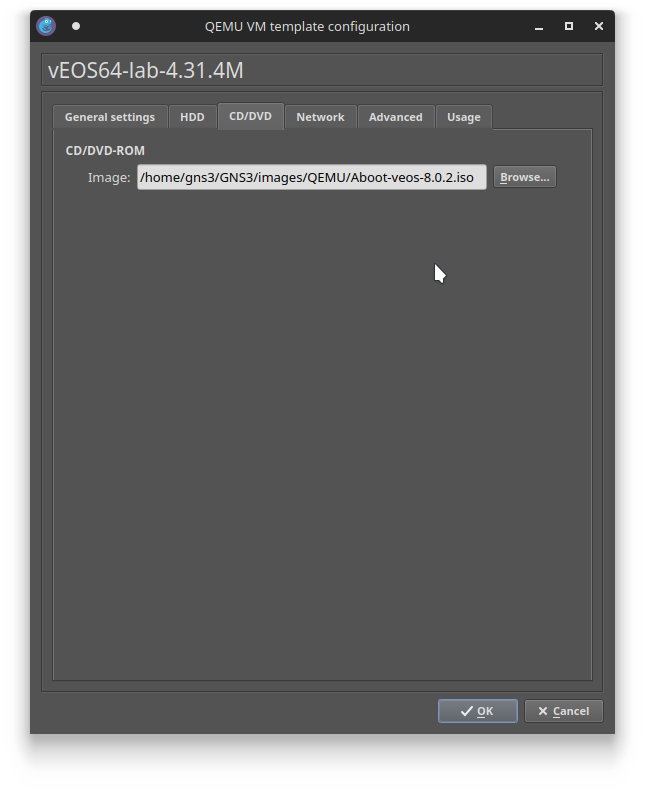 QEMU VM template configuration
vEOS64-lab-4.31.4M
General settings HDD CD/DVD Network Advanced Usage
CD/DVD-ROM
Image: /home/gns3/GNS3/images/QEMU/Aboot-veos-8.0.2.iso Browse...
OK Cancel